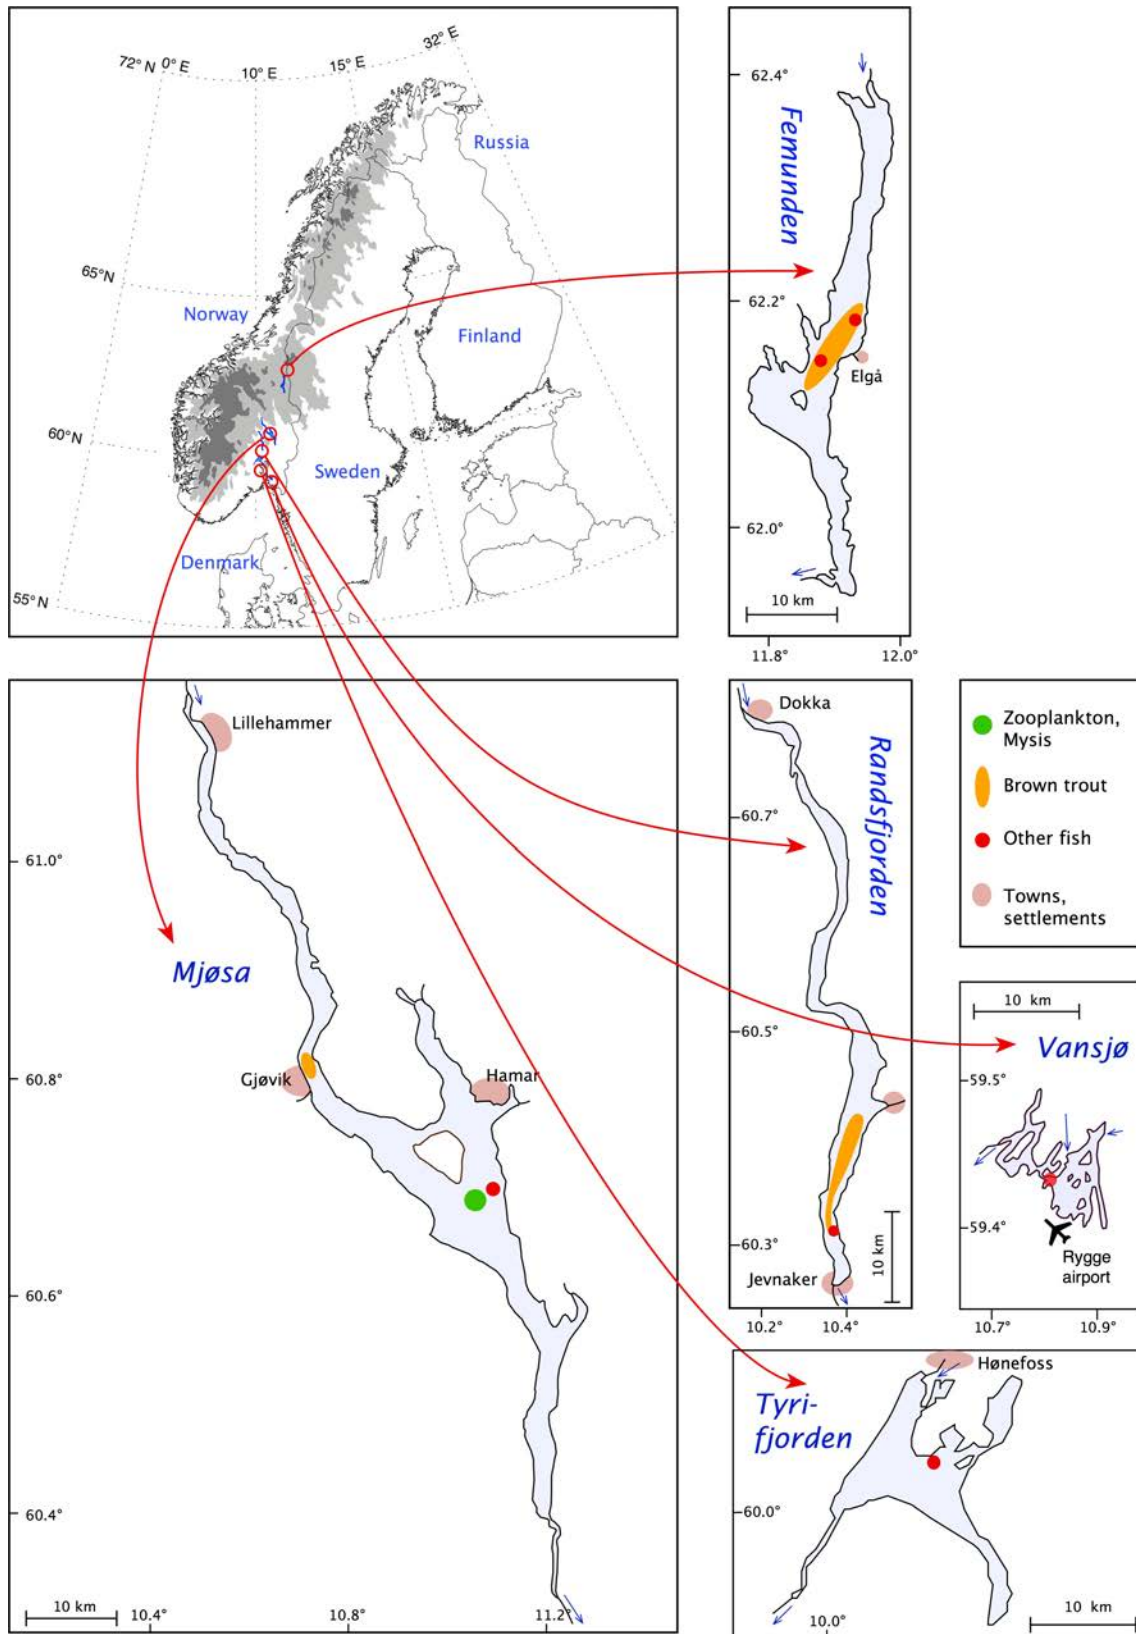 72° N
0° E
10° E
15° E
32° E
Russia
65°N
Norway
Finland
60°N
Sweden
Denmark
55°N
62.4°
Femunden
62.2°
Elgå
62.0°
10 km
11.8°
12.0°
Lillehammer
61.0°
Mjøsa
Gjøvik
Hamar
60.8°
60.6°
60.4°
10 km
10.4°
10.8°
11.2°
Dokka
Randsfjorden
60.7°
60.5°
60.3°
10 km
Jevnaker
10.2°
10.4°
Zooplankton,
Mysis
Brown trout
Other fish
Towns,
settlements
10 km
Vansjø
59.5°
59.4°
Rygge
airport
10.7°
10.9°
Hønefoss
Tyri-
fjorden
60.0°
10.0°
10 km